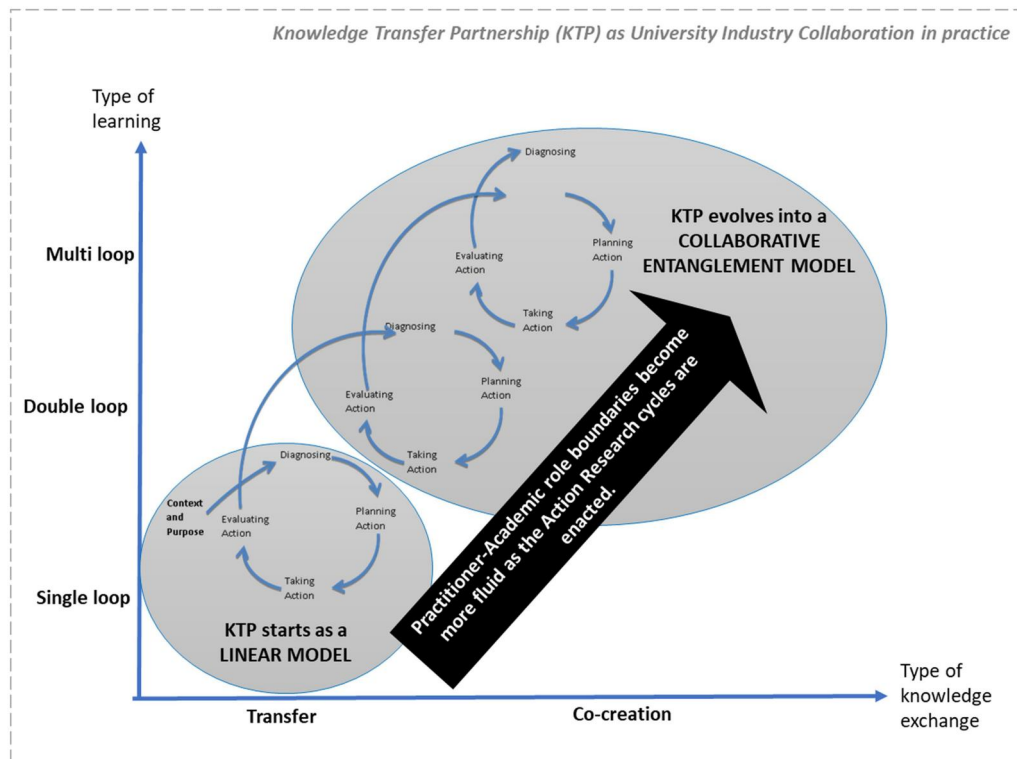 Knowledge Transfer Partnership (KTP) as University Industry Collaboration in practice
Type of
learning
Multi loop
Double loop
Single loop
Diagnosing
Planning
Action
Taking
Action
Evaluating
Action
KTP evolves into a
COLLABORATIVE
ENTANGLEMENT MODEL
Diagnosing
Planning
Action
Taking
Action
Evaluating
Action
Context
and
Purpose
Diagnosing
Planning
Action
Taking
Action
Evaluating
Action
KTP starts as a
LINEAR MODEL
Practitioner-Academic role boundaries become
more fluid as the Action Research cycles are
enacted.
Transfer
Co-creation
Type of
knowledge
exchange